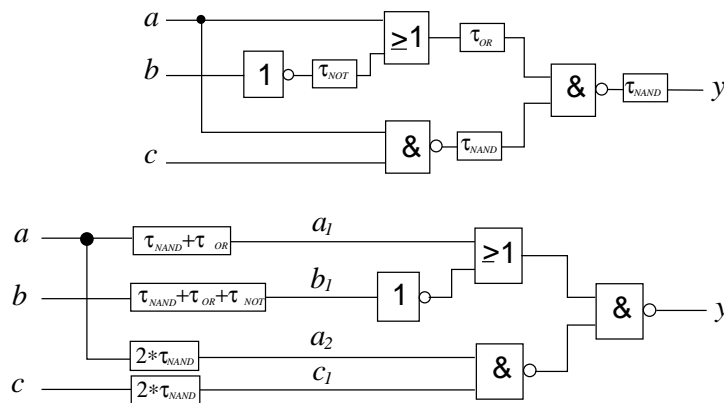 a
≥1
τOR
b
1
τNOT
&
τNAND
y
c
&
τNAND
a
τNAND+τ OR
a1
≥1
b
τNAND+τOR+τ NOT
b1
1
&
y
2*τNAND
a2
&
c
2*τNAND
c1